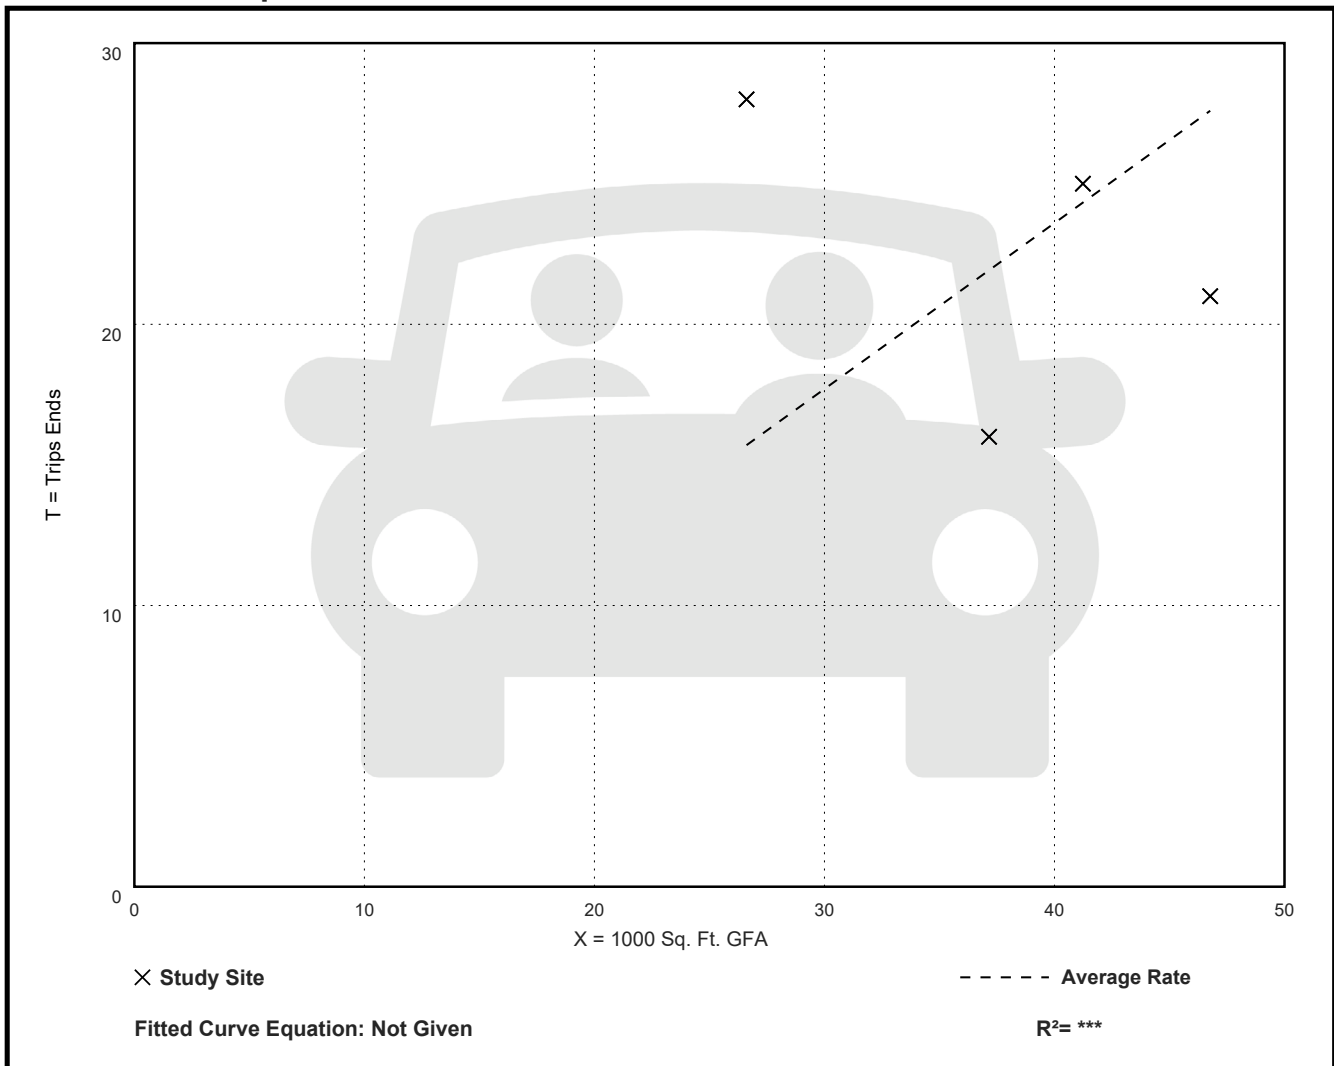 30
20
10
0
T = Trips Ends
0 10 20 30 40 50
X = 1000 Sq. Ft. GFA
Study Site
Average Rate
Fitted Curve Equation: Not Given
R²= ***